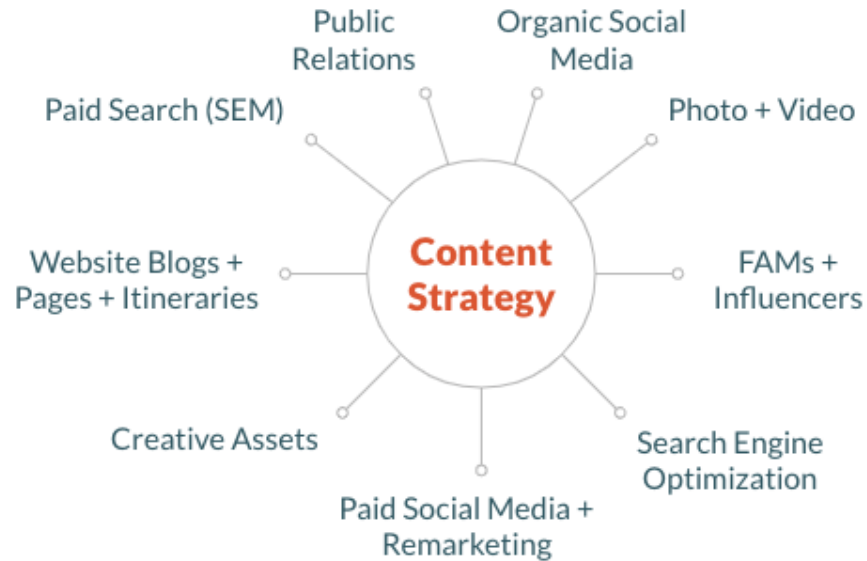 Public
Relations
Organic Social
Media
Paid Search (SEM)
Photo + Video
Website Blogs +
Pages + Itineraries
Content
Strategy
FAMs +
Influencers
Creative Assets
Search Engine
Optimization
Paid Social Media +
Remarketing